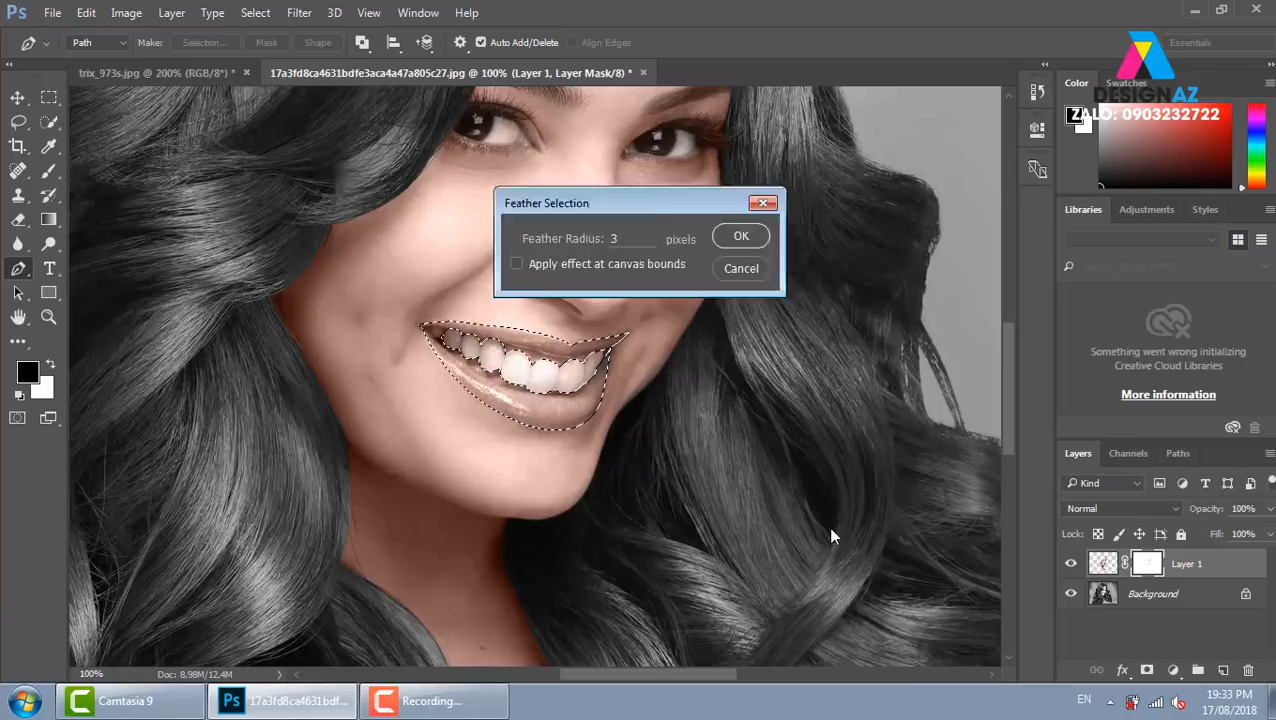 Ps File Edit Image Layer Type Select Filter 3D View Window Help
Path Make: Selection... Mask Shape Auto Add/Delete Align Edges Essentials
trix_973s.jpg @ 200% (RGB/8*) * 17a3fd8ca4631bdfe3aca4a47a805c27.jpg @ 100% (Layer 1, Layer Mask/8) *
Color Swatches
DESIGNAZ
ZALO: 0903232722
Feather Selection
Feather Radius: 3 pixels OK
Apply effect at canvas bounds Cancel
Libraries Adjustments Styles
Something went wrong initializing
Creative Cloud Libraries
More information
Layers Channels Paths
Kind
Normal Opacity: 100%
Lock: Fill: 100%
Layer 1
Background
100% Doc: 8,98M/12,4M
Camtasia 9 Ps 17a3fd8ca4631bdf... Recording... EN 19:33 PM
17/08/2018